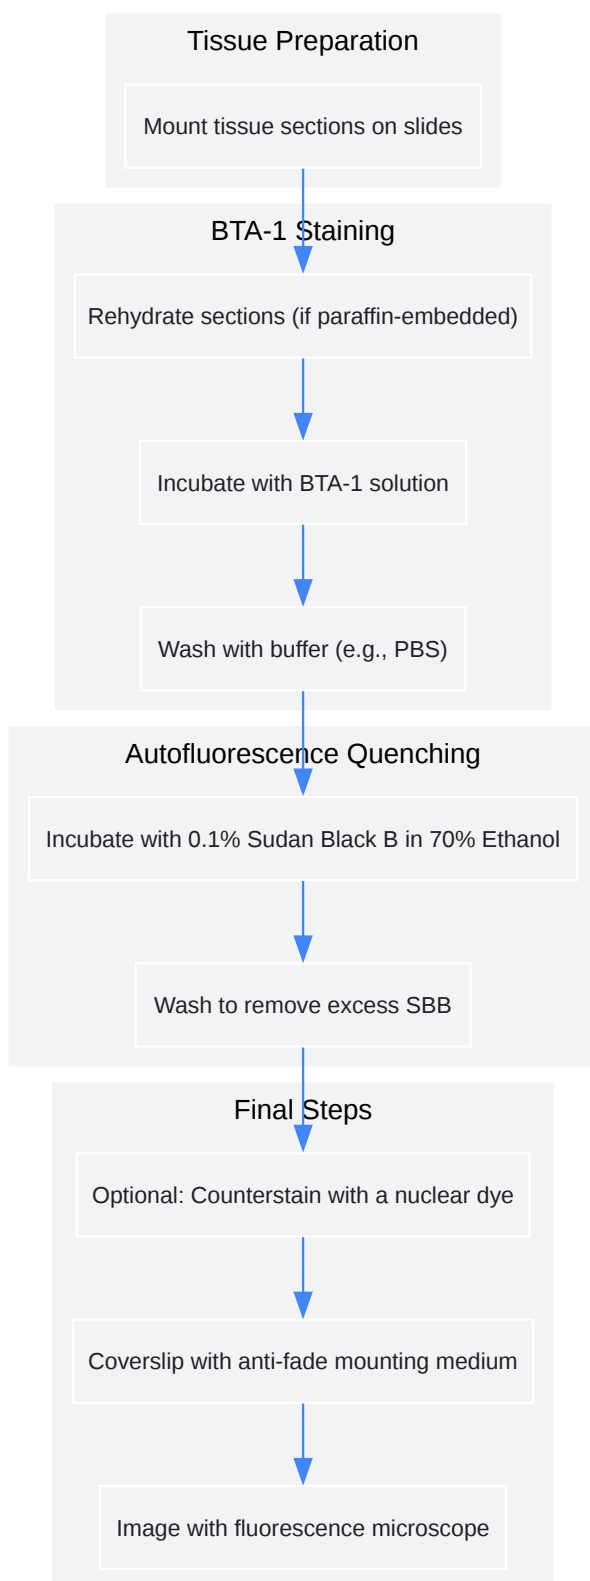 Tissue Preparation
Mount tissue sections on slides
BTA-1 Staining
Rehydrate sections (if paraffin-embedded)
Incubate with BTA-1 solution
Wash with buffer (e.g., PBS)
Autofluorescence Quenching
Incubate with 0.1% Sudan Black B in 70% Ethanol
Wash to remove excess SBB
Final Steps
Optional: Counterstain with a nuclear dye
Coverslip with anti-fade mounting medium
Image with fluorescence microscope